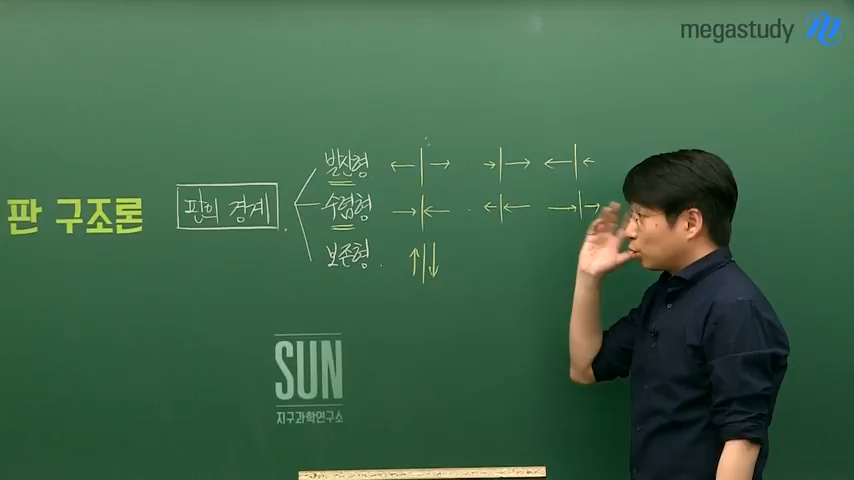 megastudy
판 구조론
판의 경계
발산형
수렴형
보존형
SUN
지구과학연구소